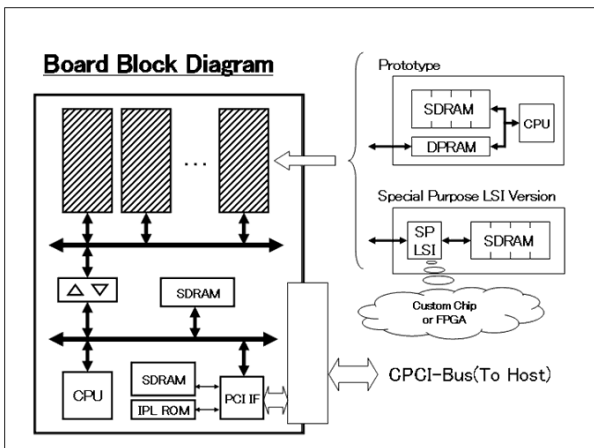 Board Block Diagram
...
SDRAM
CPU
SDRAM
IPL ROM
PCI IF
Prototype
SDRAM
CPU
DPRAM
Special Purpose LSI Version
SP
LSI
SDRAM
Custom Chip
or FPGA
CPCI-Bus(To Host)